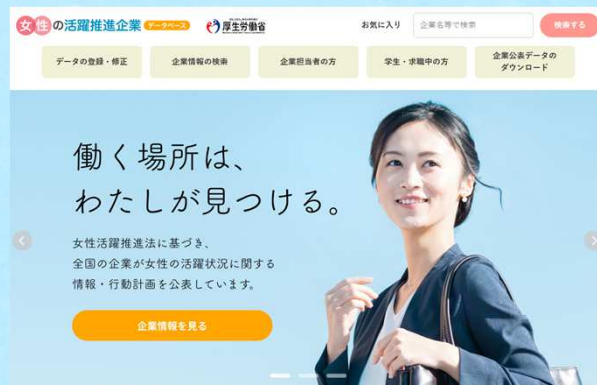 女性の活躍推進企業 データベース
厚生労働省
お気に入り
企業名等で検索
検索する
データの登録・修正
企業情報の検索
企業担当者の方
学生・求職中の方
企業公表データの
ダウンロード
働く場所は、
わたしが見つける。
女性活躍推進法に基づき、
全国の企業が女性の活躍状況に関する
情報・行動計画を公表しています。
企業情報を見る